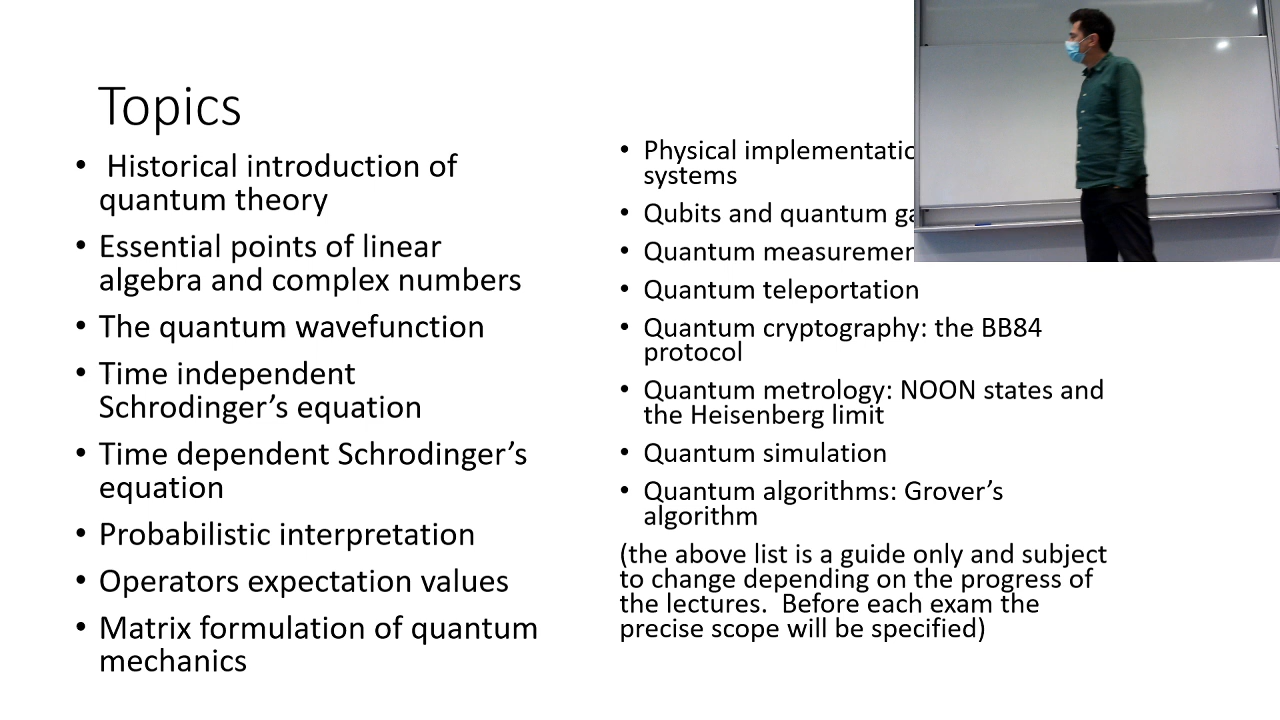 Topics
• Historical introduction of
quantum theory
• Essential points of linear
algebra and complex numbers
• The quantum wavefunction
• Time independent
Schrodinger’s equation
• Time dependent Schrodinger’s
equation
• Probabilistic interpretation
• Operators expectation values
• Matrix formulation of quantum
mechanics
• Physical
systems
• Qubits and quantum
• Quantum
• Quantum teleportation
• Quantum cryptography: the BB84
protocol
• Quantum metrology: NOON states and
the Heisenberg limit
• Quantum simulation
• Quantum algorithms: Grover’s
algorithm
(the above list is a guide only and subject
to change depending on the progress of
the lectures.  Before each exam the
precise scope will be specified)